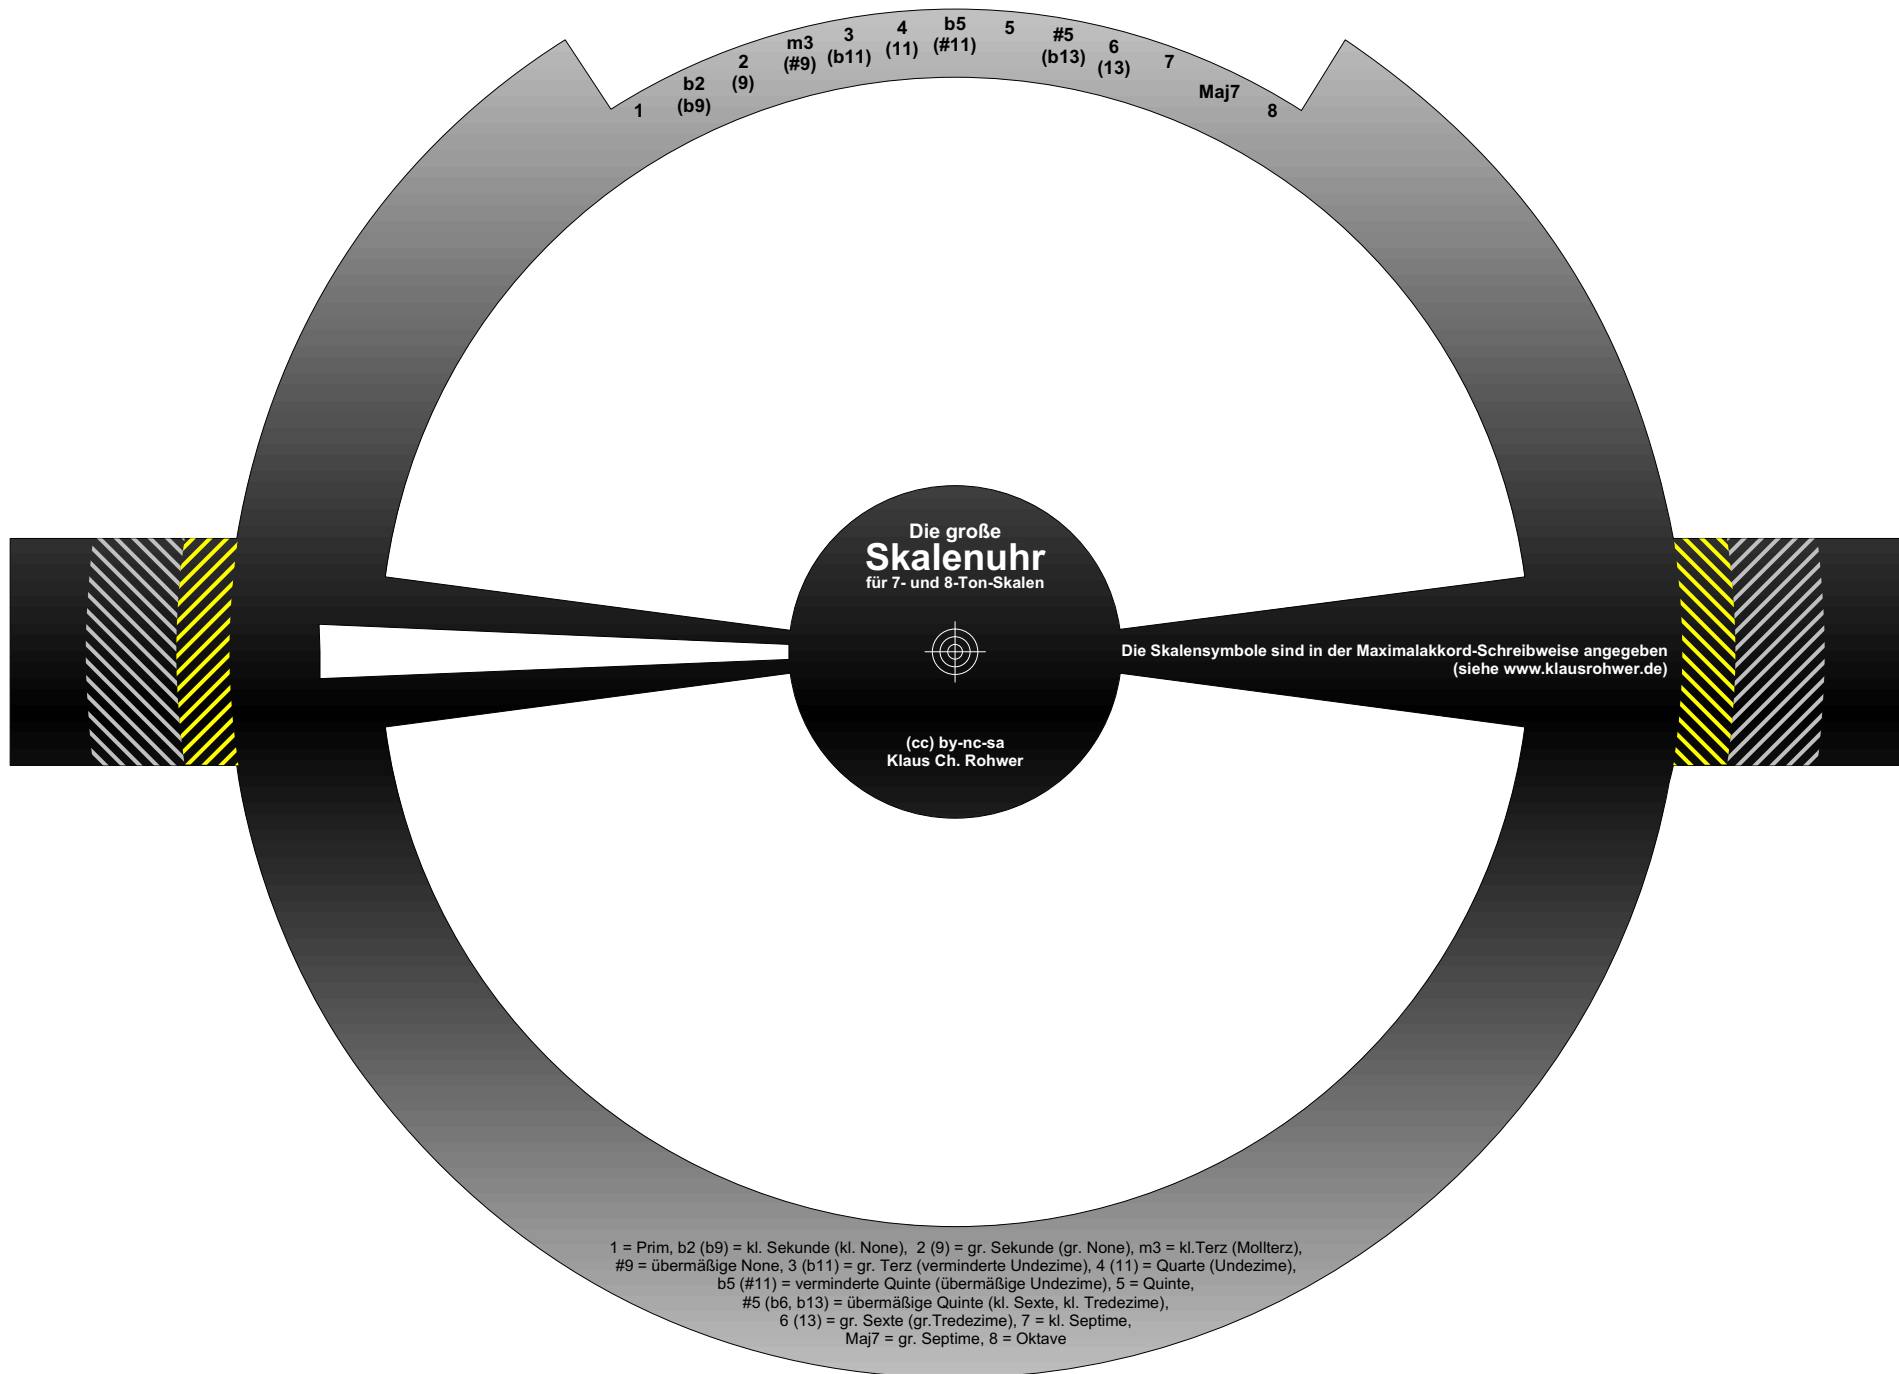 1
b2
(b9)
2
(9)
m3
(#9)
3
(b11)
4
(11)
b5
(#11)
5
#5
(b13)
6
(13)
7
Maj7
8
Die große
Skalenuhr
für 7- und 8-Ton-Skalen
Die Skalensymbole sind in der Maximalakkord-Schreibweise angegeben
(siehe www.klausrohwer.de)
(cc) by-nc-sa
Klaus Ch. Rohwer
1 = Prim, b2 (b9) = kl. Sekunde (kl. None), 2 (9) = gr. Sekunde (gr. None), m3 = kl.Terz (Mollterz),
#9 = übermäßige None, 3 (b11) = gr. Terz (verminderte Undezime), 4 (11) = Quarte (Undezime),
b5 (#11) = verminderte Quinte (übermäßige Undezime), 5 = Quinte,
#5 (b6, b13) = übermäßige Quinte (kl. Sexte, kl. Tredezime),
6 (13) = gr. Sexte (gr.Tredezime), 7 = kl. Septime,
Maj7 = gr. Septime, 8 = Oktave